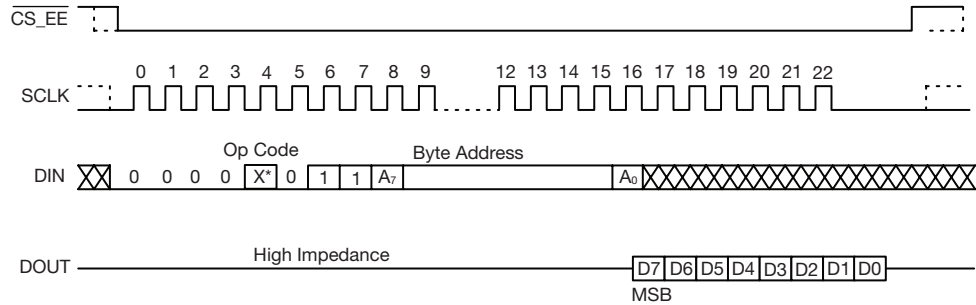 CS_EE
0 1 2 3 4 5 6 7 8 9 12 13 14 15 16 17 18 19 20 21 22
SCLK
Op Code Byte Address
DIN 0 0 0 0 X* 0 1 1 A7 A0
High Impedance
DOUT D7 D6 D5 D4 D3 D2 D1 D0
MSB